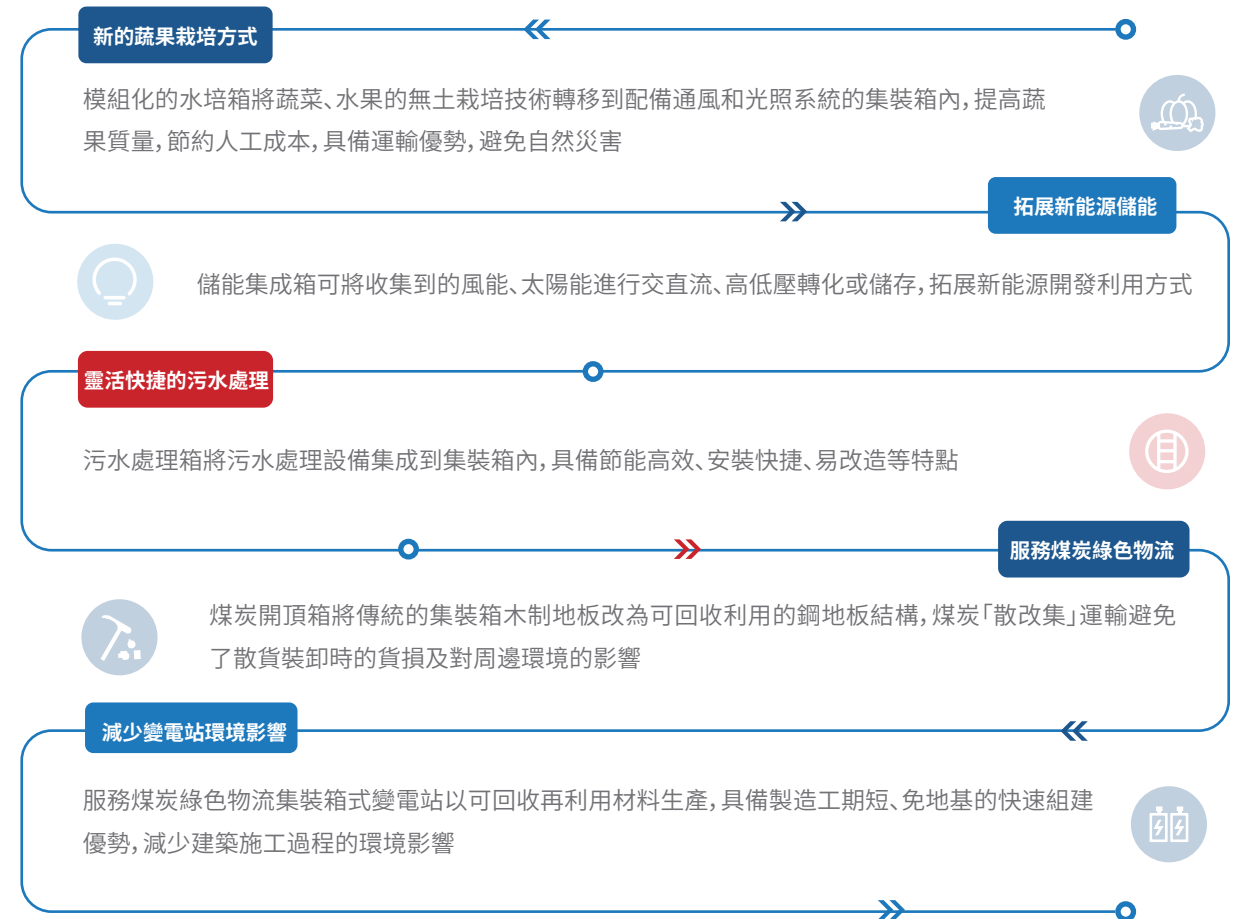 新的蔬果栽培方式
模組化的水培箱將蔬菜、水果的無土栽培技術轉移到配備通風和光照系統的集裝箱內，提高蔬
果質量，節約人工成本，具備運輸優勢，避免自然災害
拓展新能源儲能
儲能集成箱可將收集到的風能、太陽能進行交直流、高低壓轉化或儲存，拓展新能源開發利用方式
靈活快捷的污水處理
污水處理箱將污水處理設備集成到集裝箱內，具備節能高效、安裝快捷、易改造等特點
服務煤炭綠色物流
煤炭開頂箱將傳統的集裝箱木制地板改為可回收利用的鋼地板結構，煤炭「散改集」運輸避免
了散貨裝卸時的貨損及對周邊環境的影響
減少變電站環境影響
服務煤炭綠色物流集裝箱式變電站以可回收再利用材料生產，具備製造工期短、免地基的快速組建
優勢，減少建築施工過程的環境影響